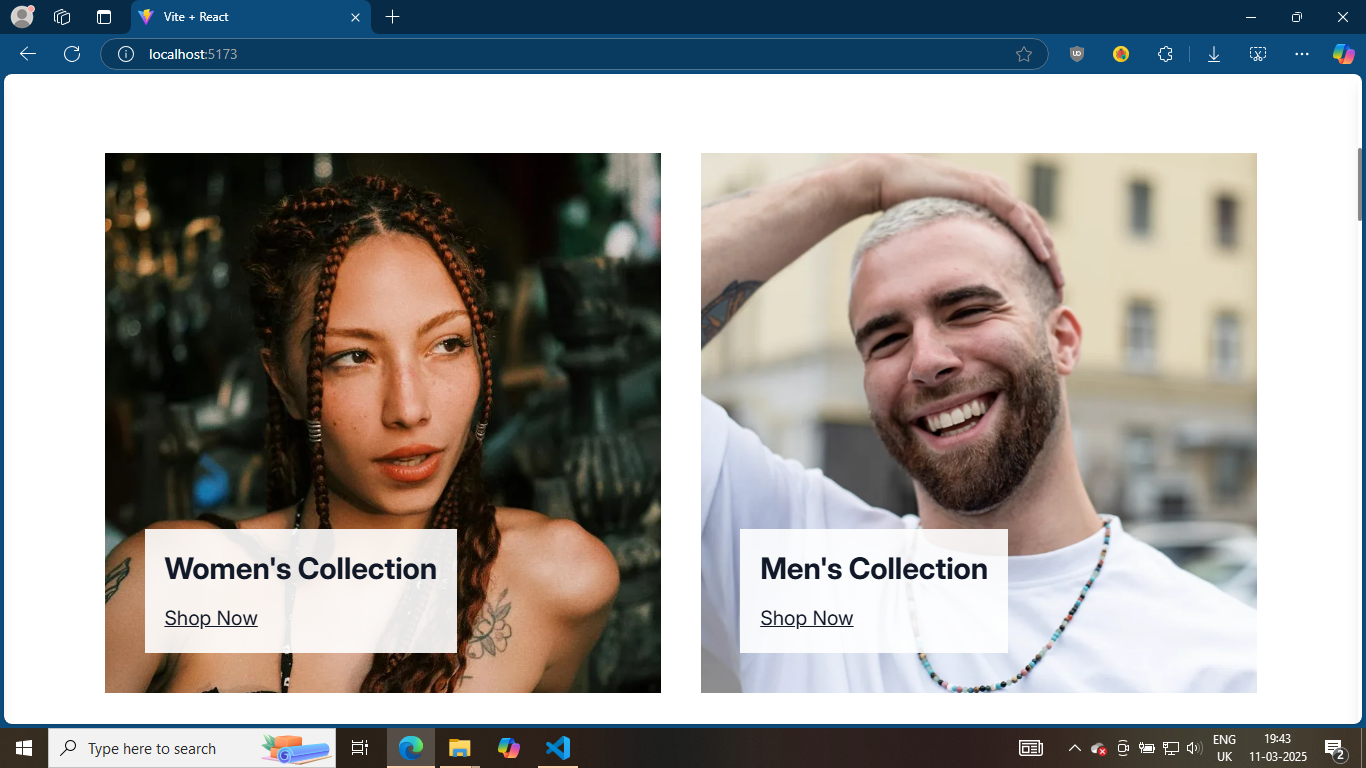 Vite + React
localhost:5173
UD
Women's Collection
Shop Now
Men's Collection
Shop Now
Type here to search
ENG
UK
19:43
11-03-2025
2